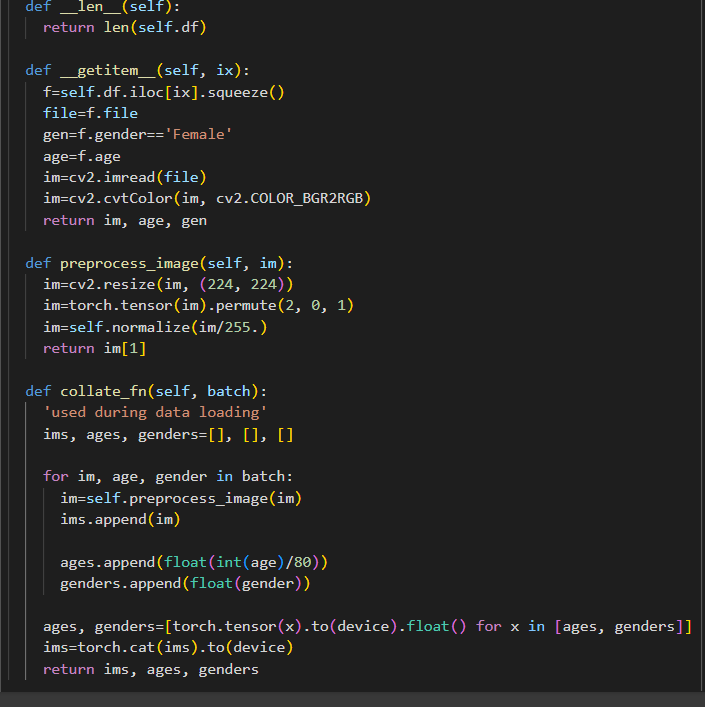 def __len__(self):
return len(self.df)
def __getitem__(self, ix):
f=self.df.iloc[ix].squeeze()
file=f.file
gen=f.gender=='Female'
age=f.age
im=cv2.imread(file)
im=cv2.cvtColor(im, cv2.COLOR_BGR2RGB)
return im, age, gen
def preprocess_image(self, im):
im=cv2.resize(im, (224, 224))
im=torch.tensor(im).permute(2, 0, 1)
im=self.normalize(im/255.)
return im[1]
def collate_fn(self, batch):
'used during data loading'
ims, ages, genders=[], [], []
for im, age, gender in batch:
im=self.preprocess_image(im)
ims.append(im)
ages.append(float(int(age)/80))
genders.append(float(gender))
ages, genders=[torch.tensor(x).to(device).float() for x in [ages, genders]]
ims=torch.cat(ims).to(device)
return ims, ages, genders